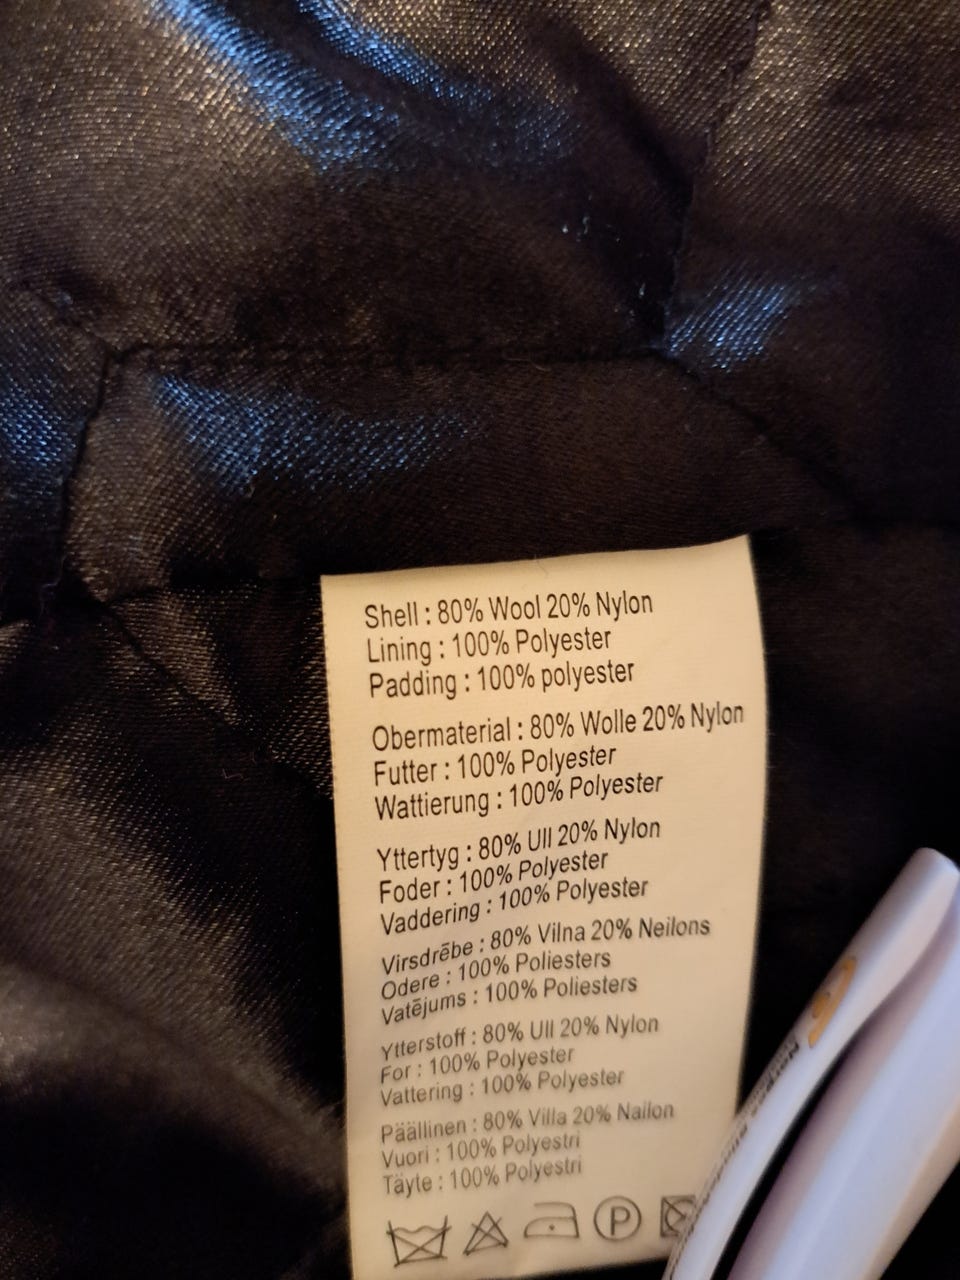 Shell : 80% Wool 20% Nylon
Lining : 100% Polyester
Padding : 100% polyester
Obermaterial : 80% Wolle 20% Nylon
Futter : 100% Polyester
Wattierung : 100% Polyester
Yttertyg : 80% Ull 20% Nylon
Foder : 100% Polyester
Vaddering : 100% Polyester
Virsdrēbe : 80% Vilna 20% Neilons
Odere : 100% Poliesters
Vatējums : 100% Poliesters
Ytterstoff : 80% Ull 20% Nylon
For : 100% Polyester
Vattering : 100% Polyester
Päällinen : 80% Villa 20% Nailon
Vuori : 100% Polyestri
Täyte : 100% Polyestri
P